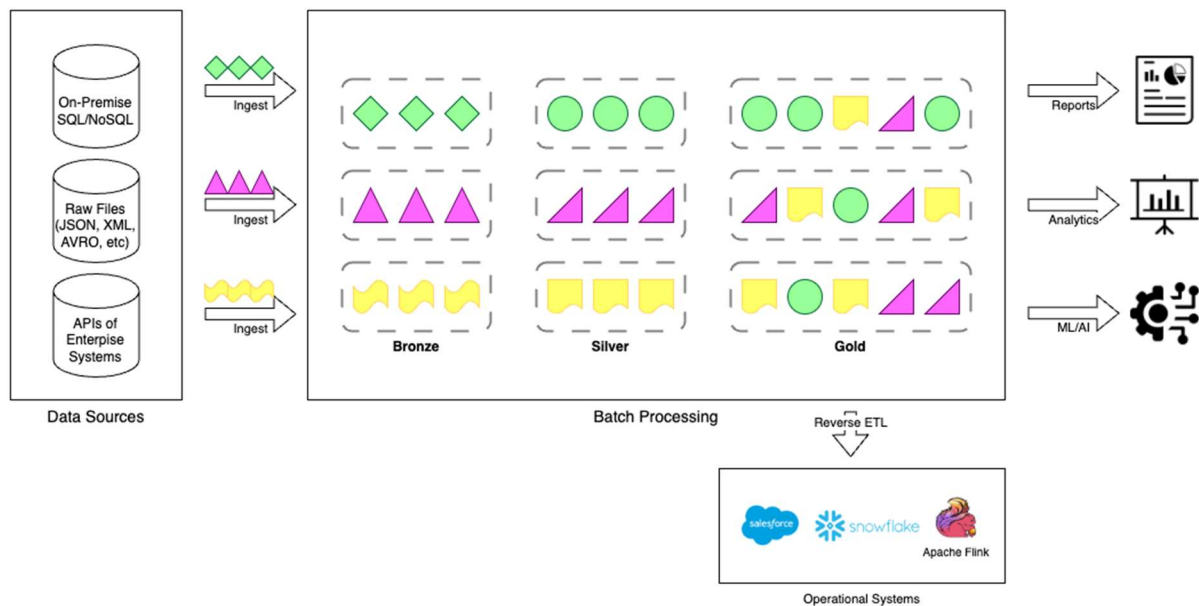 On-Premise
SQL/NoSQL
Raw Files
(JSON, XML,
AVRO, etc)
APIs of
Enterpise
Systems
Data Sources
Ingest
Ingest
Ingest
Bronze
Silver
Gold
Batch Processing
Reports
Analytics
ML/AI
Reverse ETL
salesforce
snowflake
Apache Flink
Operational Systems